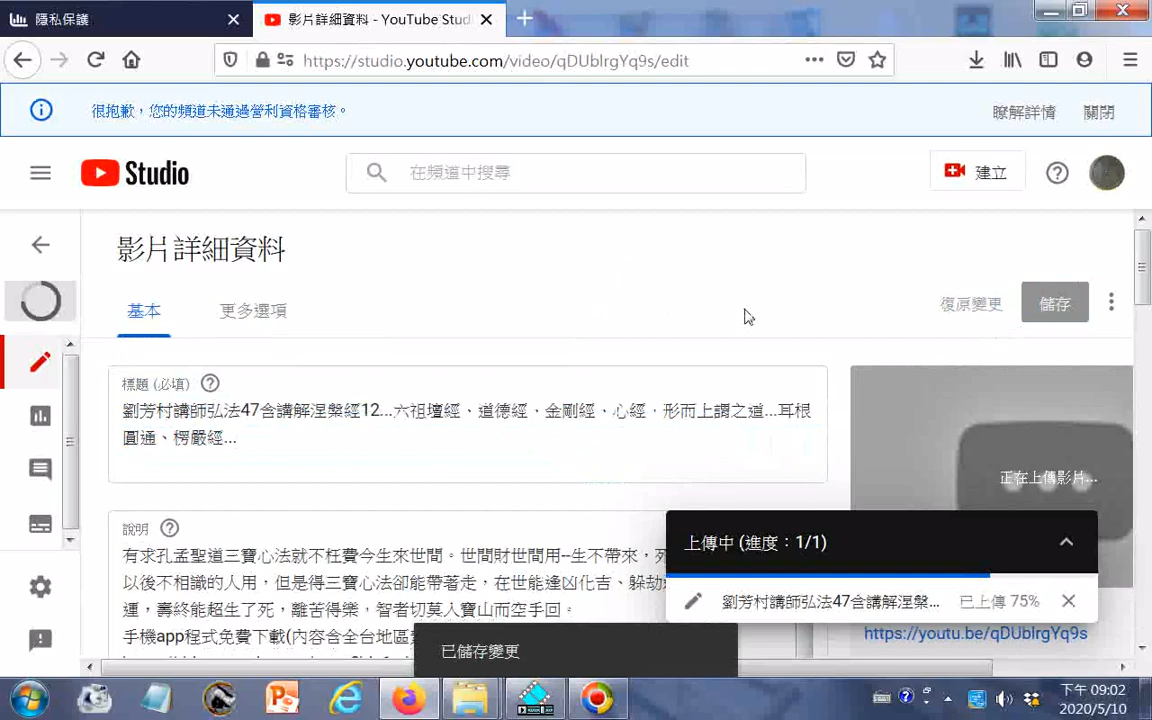 隱私保護
影片詳細資料 - YouTube Stud
https://studio.youtube.com/video/qDUblrgYq9s/edit
很抱歉，您的頻道未通過營利資格審核。
瞭解詳情
關閉
Studio
在頻道中搜尋
建立
影片詳細資料
基本
更多選項
復原變更
儲存
標題 (必填)
劉芳村講師弘法47含講解涅槃經12...六祖壇經、道德經、金剛經、心經，形而上謂之道...耳根
圓通、楞嚴經...
正在上傳影片...
說明
有求孔孟聖道三寶心法就不枉費今生來世間。世間財世間用--生不帶來，死
以後不相識的人用，但是得三寶心法卻能帶著走，在世能逢凶化吉、躲劫
運，壽終能超生了死，離苦得樂，智者切莫入寶山而空手回。
手機app程式免費下載(內容含全台地區
上傳中 (進度：1/1)
劉芳村講師弘法47含講解涅槃...
已上傳 75%
https://youtu.be/qDUblrgYq9s
已儲存變更
下午 09:02
2020/5/10